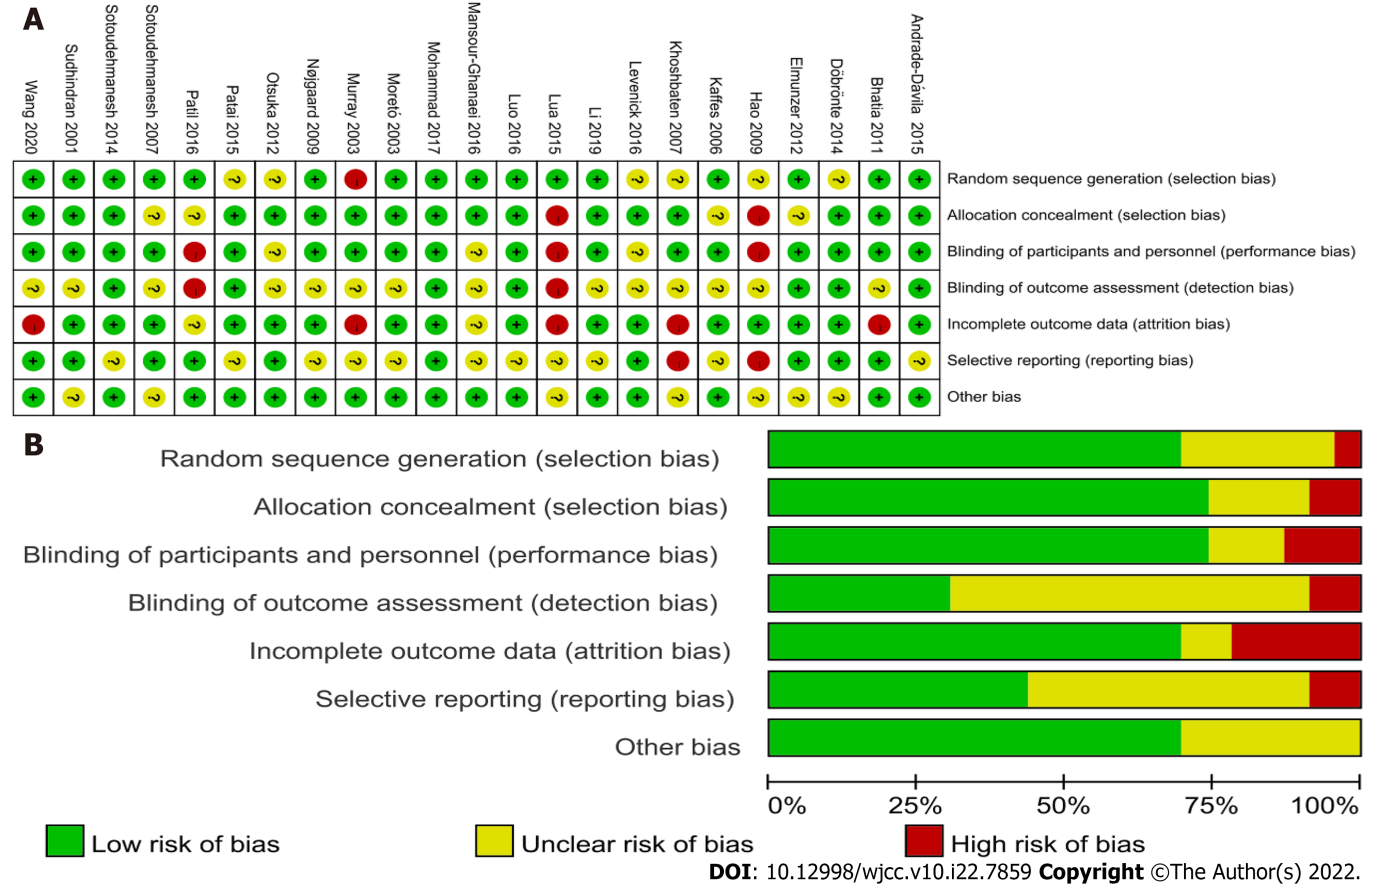 A
Wang 2020
Sudhindran 2001
Sotoudehmanesh 2014
Sotoudehmanesh 2007
Patil 2016
Patai 2015
Otsuka 2012
Nøjgaard 2009
Murray 2003
Moretó 2003
Mohammad 2017
Mansour-Ghanaei 2016
Luo 2016
Lua 2015
Li 2019
Levenick 2016
Khoshbaten 2007
Kaffes 2006
Hao 2009
Elmunzer 2012
Döbrönte 2014
Bhatia 2011
Andrade-Dávila 2015
+ + + + + ? ? + - + + + + + + ? ? + ? + ? + + Random sequence generation (selection bias)
+ + + ? ? + + + + + + + + - + + + ? - ? + + + Allocation concealment (selection bias)
+ + + + - + ? + + + + ? + - + ? + + - + + + + Blinding of participants and personnel (performance bias)
? ? + ? - + ? ? ? ? + ? + - ? ? ? ? ? + + ? + Blinding of outcome assessment (detection bias)
- + + + ? + + + - + + ? + - + + - + + + + - + Incomplete outcome data (attrition bias)
+ + ? + + ? + ? ? ? + ? ? ? ? + - ? - + + + ? Selective reporting (reporting bias)
+ ? + ? + + + + + + + + + ? + + ? + ? ? ? + + Other bias
B
Random sequence generation (selection bias)
Allocation concealment (selection bias)
Blinding of participants and personnel (performance bias)
Blinding of outcome assessment (detection bias)
Incomplete outcome data (attrition bias)
Selective reporting (reporting bias)
Other bias
0% 25% 50% 75% 100%
Low risk of bias Unclear risk of bias High risk of bias
DOI: 10.12998/wjcc.v10.i22.7859 Copyright ©The Author(s) 2022.